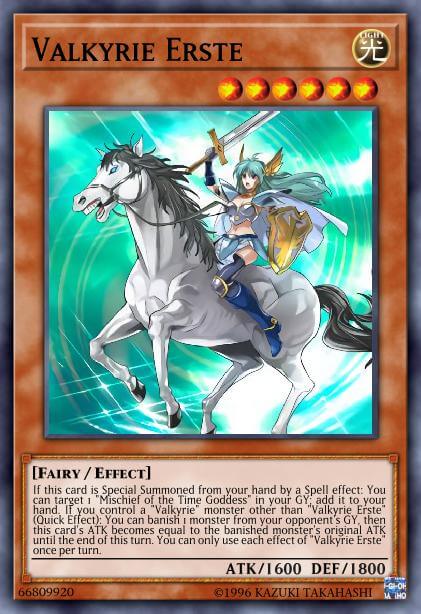 VALKYRIE ERSTE
LIGHT
光
[FAIRY / EFFECT]
If this card is Special Summoned from your hand by a Spell effect: You
can target 1 "Mischief of the Time Goddess" in your GY; add it to
your hand. If you control a "Valkyrie" monster other than "Valkyrie Erste"
(Quick Effect): You can banish 1 monster from your opponent's GY, then
this card's ATK becomes equal to the banished monster's original ATK
until the end of this turn. You can only use each effect of "Valkyrie Erste"
once per turn.
ATK/1600 DEF/1800
66809920 ©1996 KAZUKI TAKAHASHI